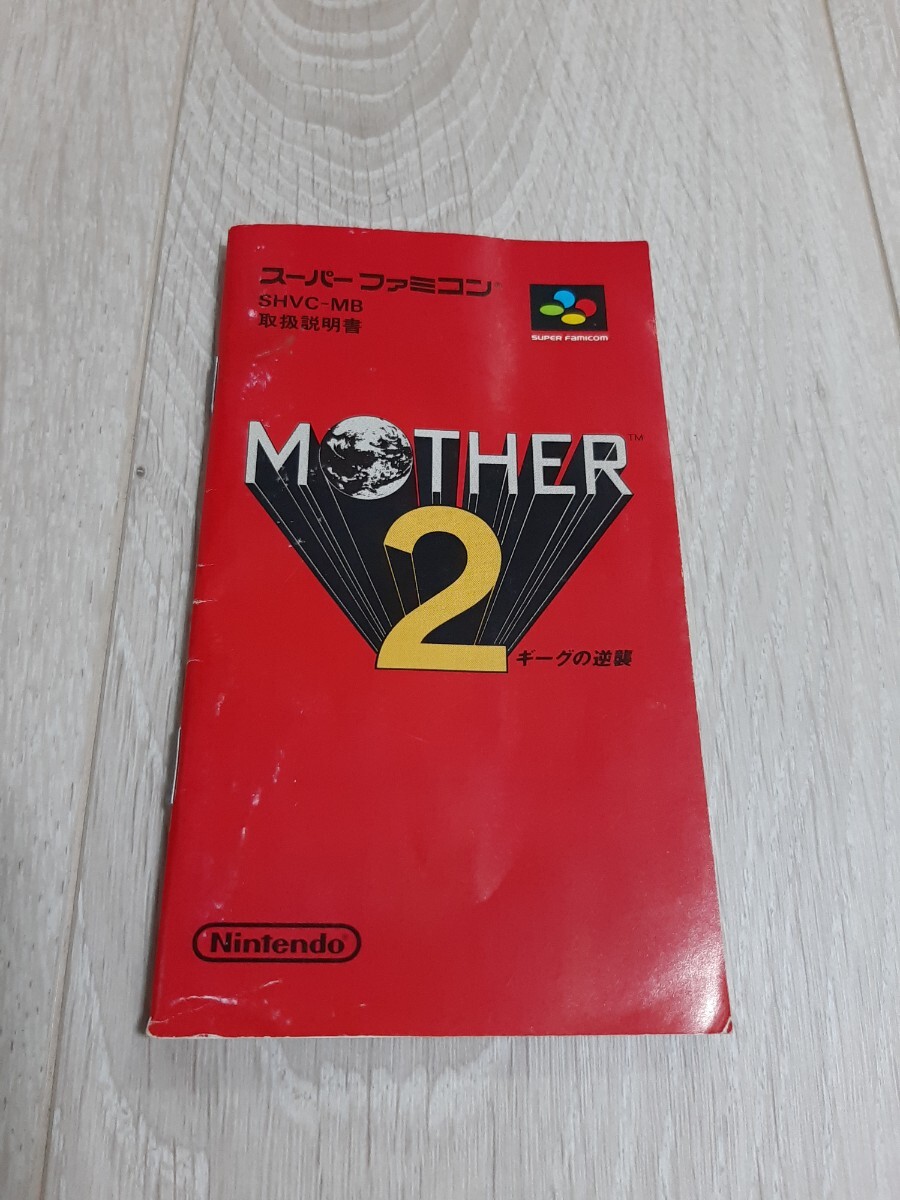 スーパーファミコン®
SHVC-MB
取扱説明書
SUPER FAMICOM
MOTHER™
2
ギーグの逆襲
Nintendo®